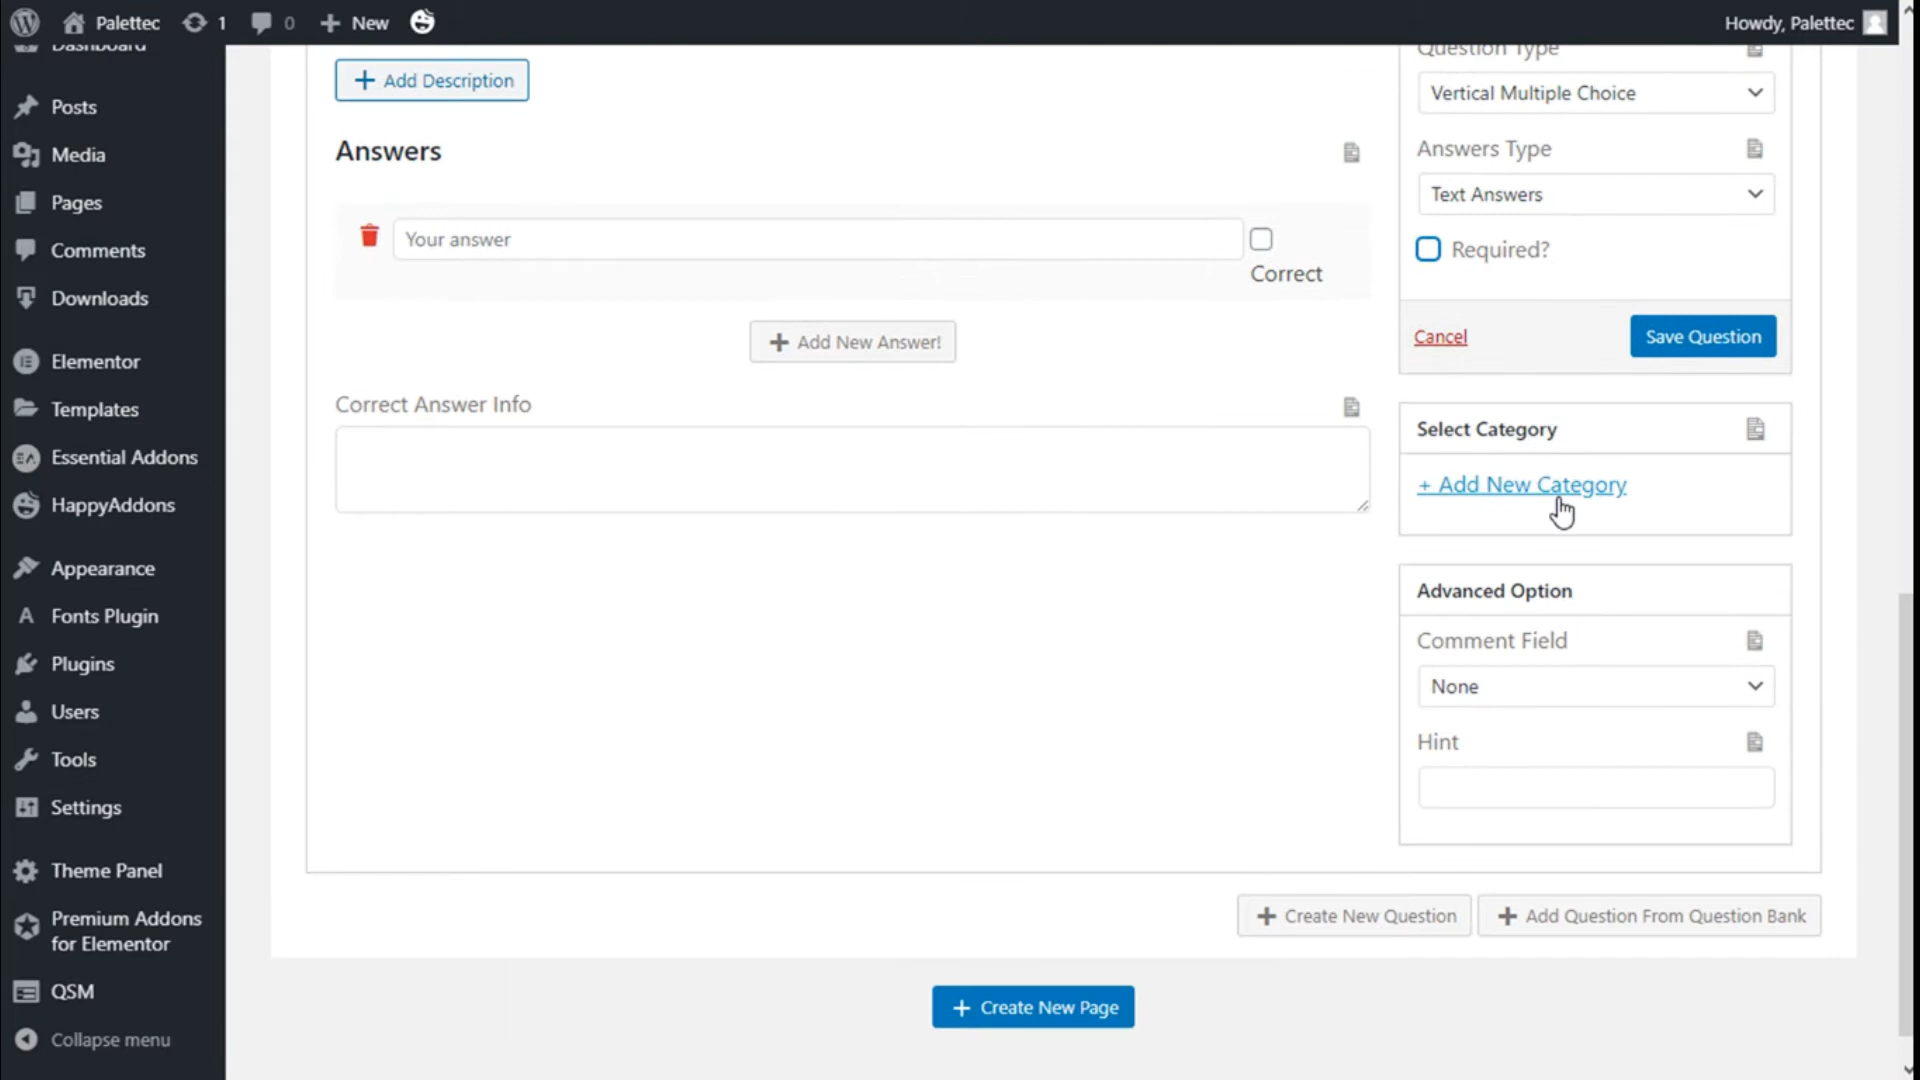 Palettec
1
0
New
Howdy, Palettec
Dashboard
Posts
Media
Pages
Comments
Downloads
Elementor
Templates
Essential Addons
HappyAddons
Appearance
Fonts Plugin
Plugins
Users
Tools
Settings
Theme Panel
Premium Addons
for Elementor
QSM
Collapse menu
+ Add Description
Answers
Your answer
Correct
+ Add New Answer!
Correct Answer Info
Question Type
Vertical Multiple Choice
Answers Type
Text Answers
Required?
Cancel
Save Question
Select Category
+ Add New Category
Advanced Option
Comment Field
None
Hint
+ Create New Question
+ Add Question From Question Bank
+ Create New Page